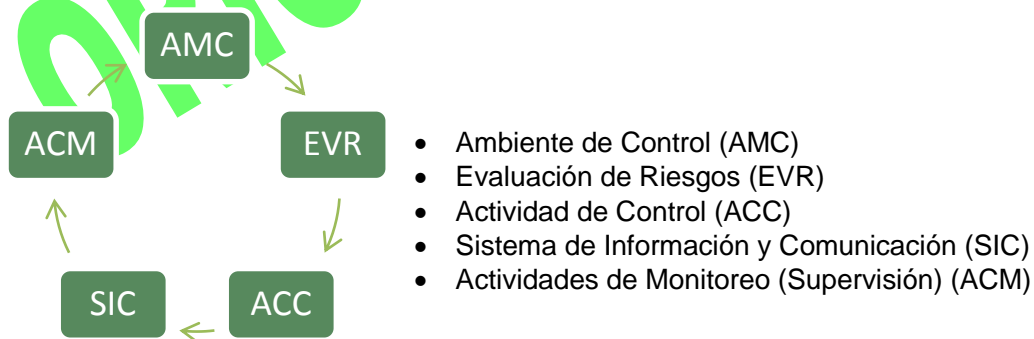 AMC
EVR
ACC
SIC
ACM
• Ambiente de Control (AMC)
• Evaluación de Riesgos (EVR)
• Actividad de Control (ACC)
• Sistema de Información y Comunicación (SIC)
• Actividades de Monitoreo (Supervisión) (ACM)